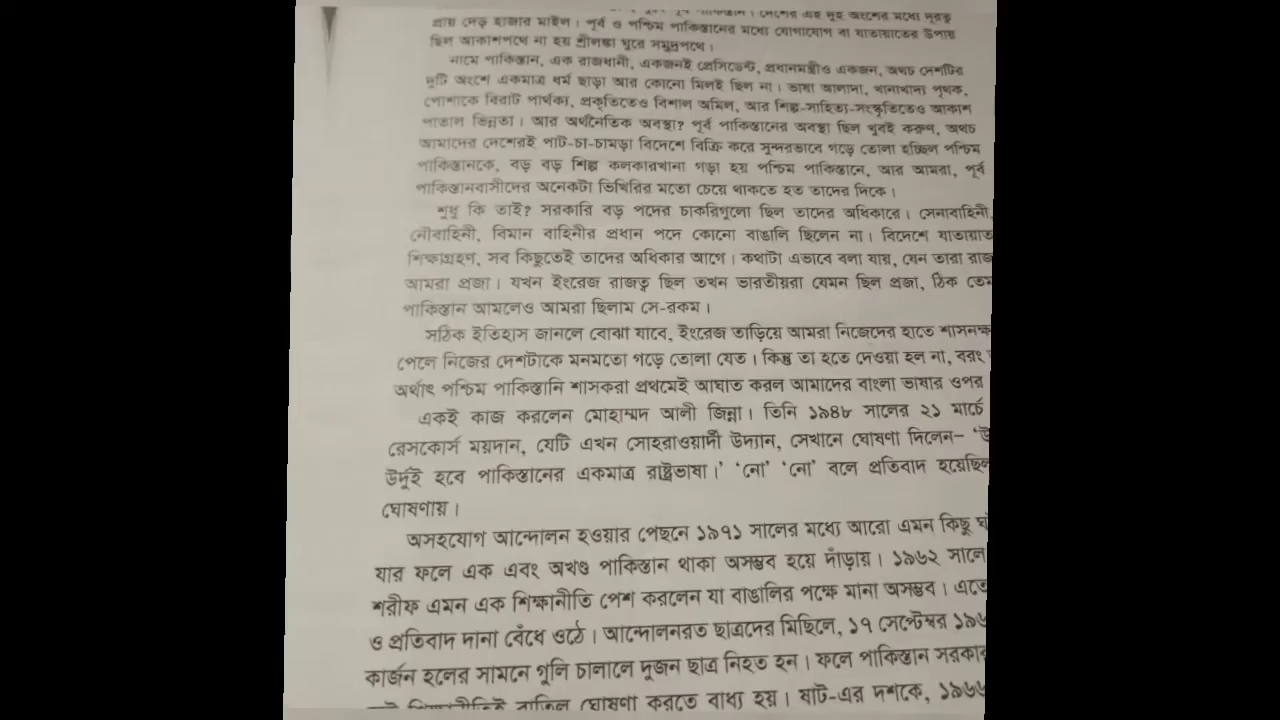 পূর্ব পাকিস্তান। দেশের এই দুই অংশের মধ্যে দূরত্ব
প্রায় দেড় হাজার মাইল। পূর্ব ও পশ্চিম পাকিস্তানের মধ্যে যোগাযোগ বা যাতায়াতের উপায়
ছিল আকাশপথে না হয় শ্রীলঙ্কা ঘুরে সমুদ্রপথে।
নামে পাকিস্তান, এক রাজধানী, একজনই প্রেসিডেন্ট, প্রধানমন্ত্রীও একজন, অথচ দেশটির
দুটি অংশে একমাত্র ধর্ম ছাড়া আর কোনো মিলই ছিল না। ভাষা আলাদা, খানাখাদ্য পৃথক,
পোশাকে বিরাট পার্থক্য, প্রকৃতিতেও বিশাল অমিল, আর শিল্প-সাহিত্য-সংস্কৃতিতেও আকাশ
পাতাল ভিন্নতা। আর অর্থনৈতিক অবস্থা? পূর্ব পাকিস্তানের অবস্থা ছিল খুবই করুণ, অথচ
আমাদের দেশেরই পাট-চা-চামড়া বিদেশে বিক্রি করে সুন্দরভাবে গড়ে তোলা হচ্ছিল পশ্চিম
পাকিস্তানকে, বড় বড় শিল্প কলকারখানা গড়া হয় পশ্চিম পাকিস্তানে, আর আমরা, পূর্ব
পাকিস্তানবাসীদের অনেকটা ভিখিরির মতো চেয়ে থাকতে হত তাদের দিকে।
শুধু কি তাই? সরকারি বড় পদের চাকরিগুলো ছিল তাদের অধিকারে। সেনাবাহিনী,
নৌবাহিনী, বিমান বাহিনীর প্রধান পদে কোনো বাঙালি ছিলেন না। বিদেশে যাতায়াত
শিক্ষাগ্রহণ, সব কিছুতেই তাদের অধিকার আগে। কথাটা এভাবে বলা যায়, যেন তারা রাজ
আমরা প্রজা। যখন ইংরেজ রাজত্ব ছিল তখন ভারতীয়রা যেমন ছিল প্রজা, ঠিক তেম
পাকিস্তান আমলেও আমরা ছিলাম সে-রকম।
সঠিক ইতিহাস জানলে বোঝা যাবে, ইংরেজ তাড়িয়ে আমরা নিজেদের হাতে শাসনক্ষ
পেলে নিজের দেশটাকে মনমতো গড়ে তোলা যেত। কিন্তু তা হতে দেওয়া হল না, বরং
অর্থাৎ পশ্চিম পাকিস্তানি শাসকরা প্রথমেই আঘাত করল আমাদের বাংলা ভাষার ওপর
একই কাজ করলেন মোহাম্মদ আলী জিন্না। তিনি ১৯৪৮ সালের ২১ মার্চে
রেসকোর্স ময়দান, যেটি এখন সোহরাওয়ার্দী উদ্যান, সেখানে ঘোষণা দিলেন– ‘উ
উর্দুই হবে পাকিস্তানের একমাত্র রাষ্ট্রভাষা।’ ‘নো’ ‘নো’ বলে প্রতিবাদ হয়েছিল
ঘোষণায়।
অসহযোগ আন্দোলন হওয়ার পেছনে ১৯৭১ সালের মধ্যে আরো এমন কিছু ঘ
যার ফলে এক এবং অখণ্ড পাকিস্তান থাকা অসম্ভব হয়ে দাঁড়ায়। ১৯৬২ সালে
শরীফ এমন এক শিক্ষানীতি পেশ করলেন যা বাঙালির পক্ষে মানা অসম্ভব। এতে
ও প্রতিবাদ দানা বেঁধে ওঠে। আন্দোলনরত ছাত্রদের মিছিলে, ১৭ সেপ্টেম্বর ১৯৬
কার্জন হলের সামনে গুলি চালালে দুজন ছাত্র নিহত হন। ফলে পাকিস্তান সরকার
বাতিল ঘোষণা করতে বাধ্য হয়। ষাট-এর দশকে, ১৯৬৬